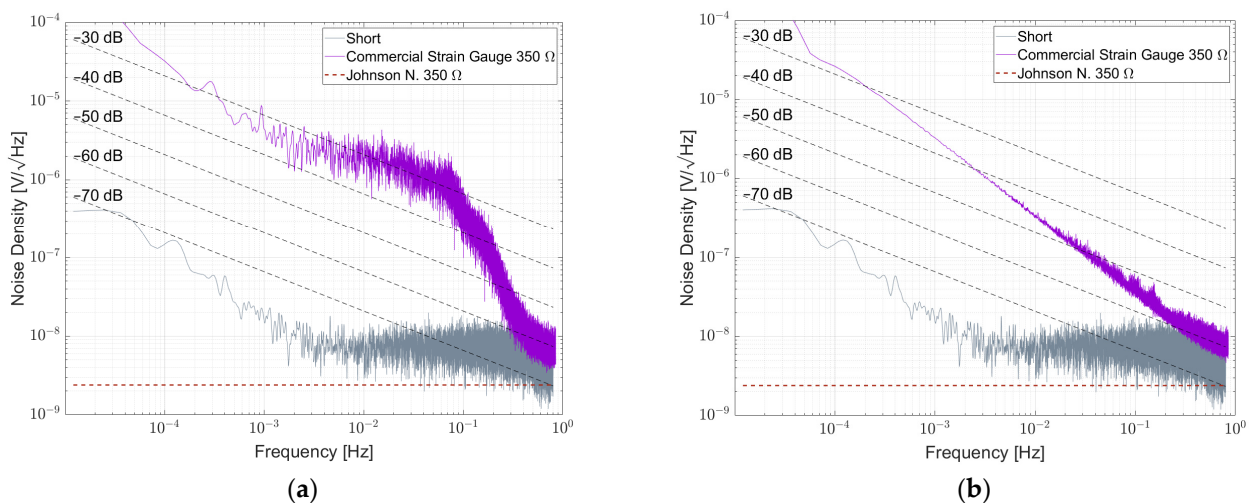 10⁻⁴
10⁻⁵
10⁻⁶
10⁻⁷
10⁻⁸
10⁻⁹
Noise Density [V/√Hz]
−30 dB
−40 dB
−50 dB
−60 dB
−70 dB
Short
Commercial Strain Gauge 350 Ω
Johnson N. 350 Ω
10⁻⁴ 10⁻³ 10⁻² 10⁻¹ 10⁰
Frequency [Hz]
(a)
10⁻⁴
10⁻⁵
10⁻⁶
10⁻⁷
10⁻⁸
10⁻⁹
Noise Density [V/√Hz]
−30 dB
−40 dB
−50 dB
−60 dB
−70 dB
Short
Commercial Strain Gauge 350 Ω
Johnson N. 350 Ω
10⁻⁴ 10⁻³ 10⁻² 10⁻¹ 10⁰
Frequency [Hz]
(b)